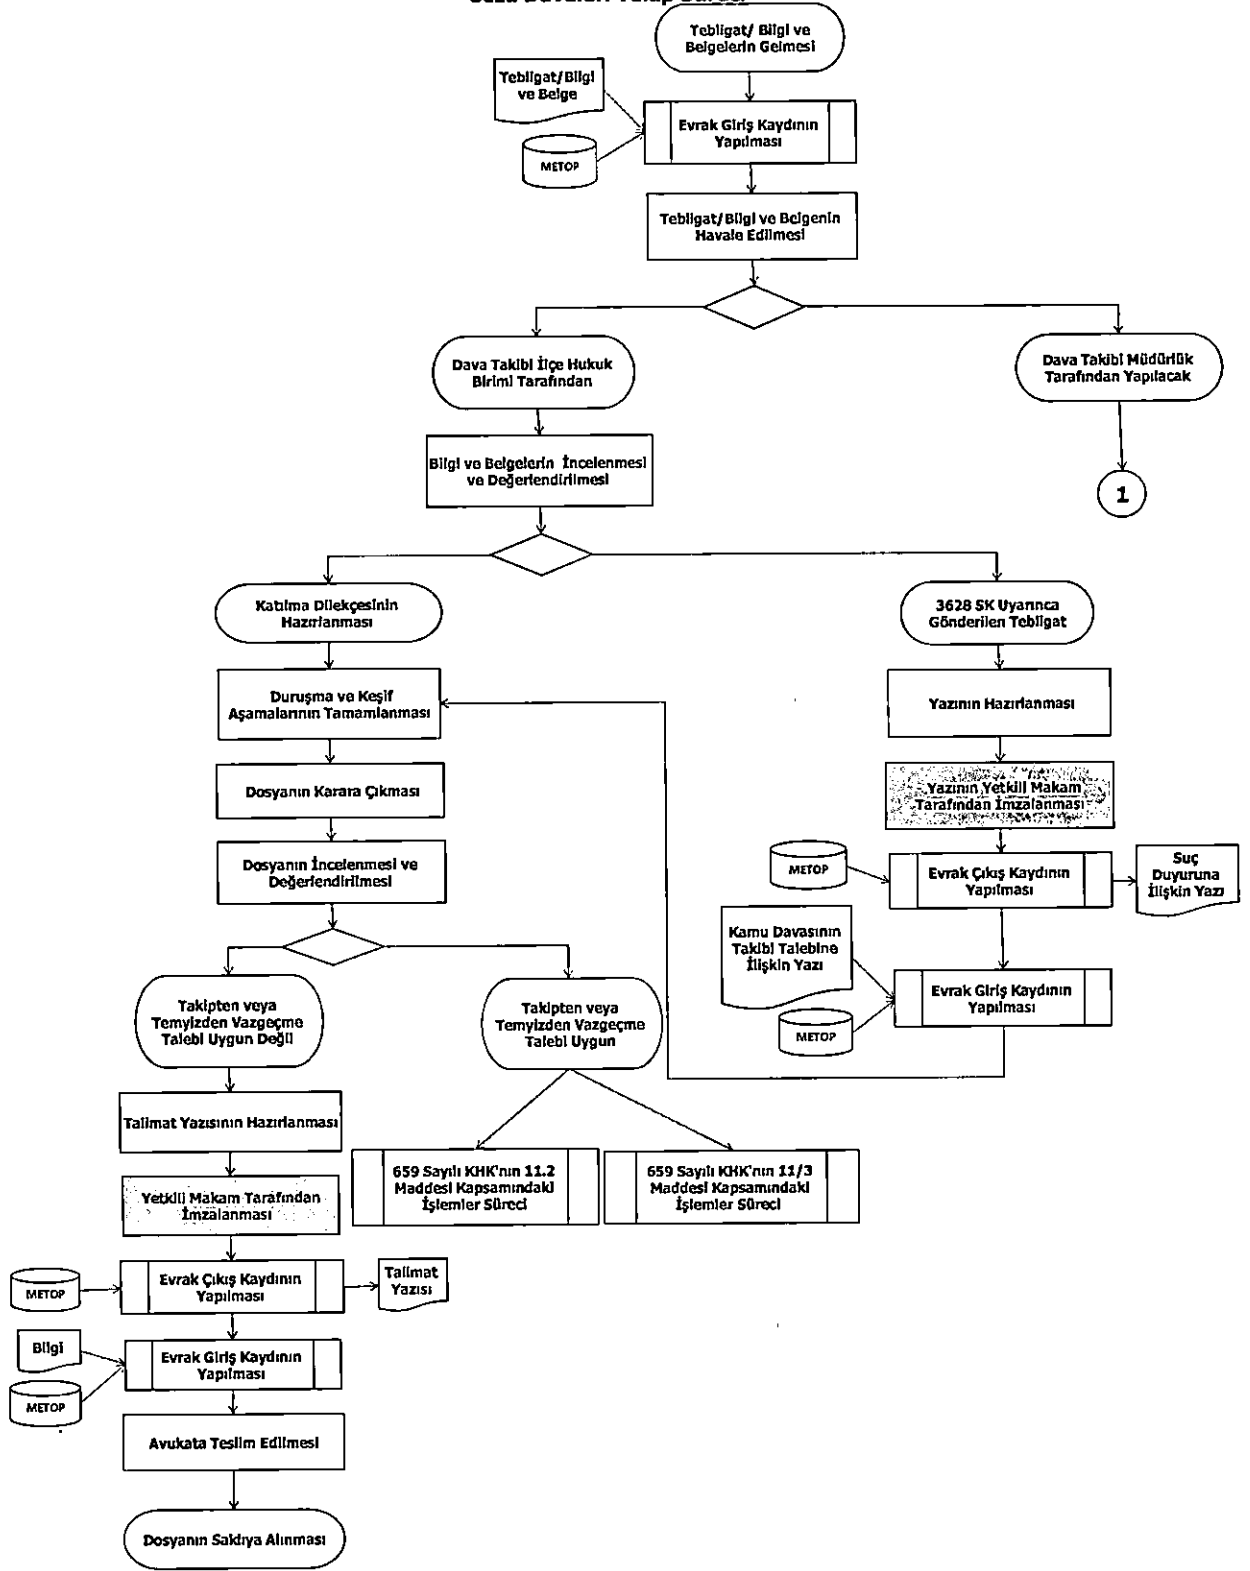 Tebligat/ Bilgi ve
Belgelerin Gelmesi
Tebligat/Bilgi
ve Belge
Evrak Giriş Kaydının
Yapılması
METOP
Tebligat/Bilgi ve Belgenin
Havale Edilmesi
Dava Takibi İlçe Hukuk
Birimi Tarafından
Dava Takibi Müdürlük
Tarafından Yapılacak
Bilgi ve Belgelerin İncelenmesi
ve Değerlendirilmesi
1
Katılma Dilekçesinin
Hazırlanması
3628 SK Uyarınca
Gönderilen Tebligat
Duruşma ve Keşif
Aşamalarının Tamamlanması
Yazının Hazırlanması
Dosyanın Karara Çıkması
Yazının Yetkili Makam
Tarafından İmzalanması
Dosyanın İncelenmesi ve
Değerlendirilmesi
METOP
Evrak Çıkış Kaydının
Yapılması
Suç
Duyuruna
İlişkin Yazı
Kamu Davasının
Takibi Talebine
İlişkin Yazı
Evrak Giriş Kaydının
Yapılması
METOP
Takipten veya
Temyizden Vazgeçme
Talebi Uygun Değil
Takipten veya
Temyizden Vazgeçme
Talebi Uygun
Talimat Yazısının Hazırlanması
659 Sayılı KHK'nın 11.2
Maddesi Kapsamındaki
İşlemler Süreci
659 Sayılı KHK'nın 11/3
Maddesi Kapsamındaki
İşlemler Süreci
Yetkili Makam Tarafından
İmzalanması
METOP
Evrak Çıkış Kaydının
Yapılması
Talimat
Yazısı
Bilgi
Evrak Giriş Kaydının
Yapılması
METOP
Avukata Teslim Edilmesi
Dosyanın Saklıya Alınması